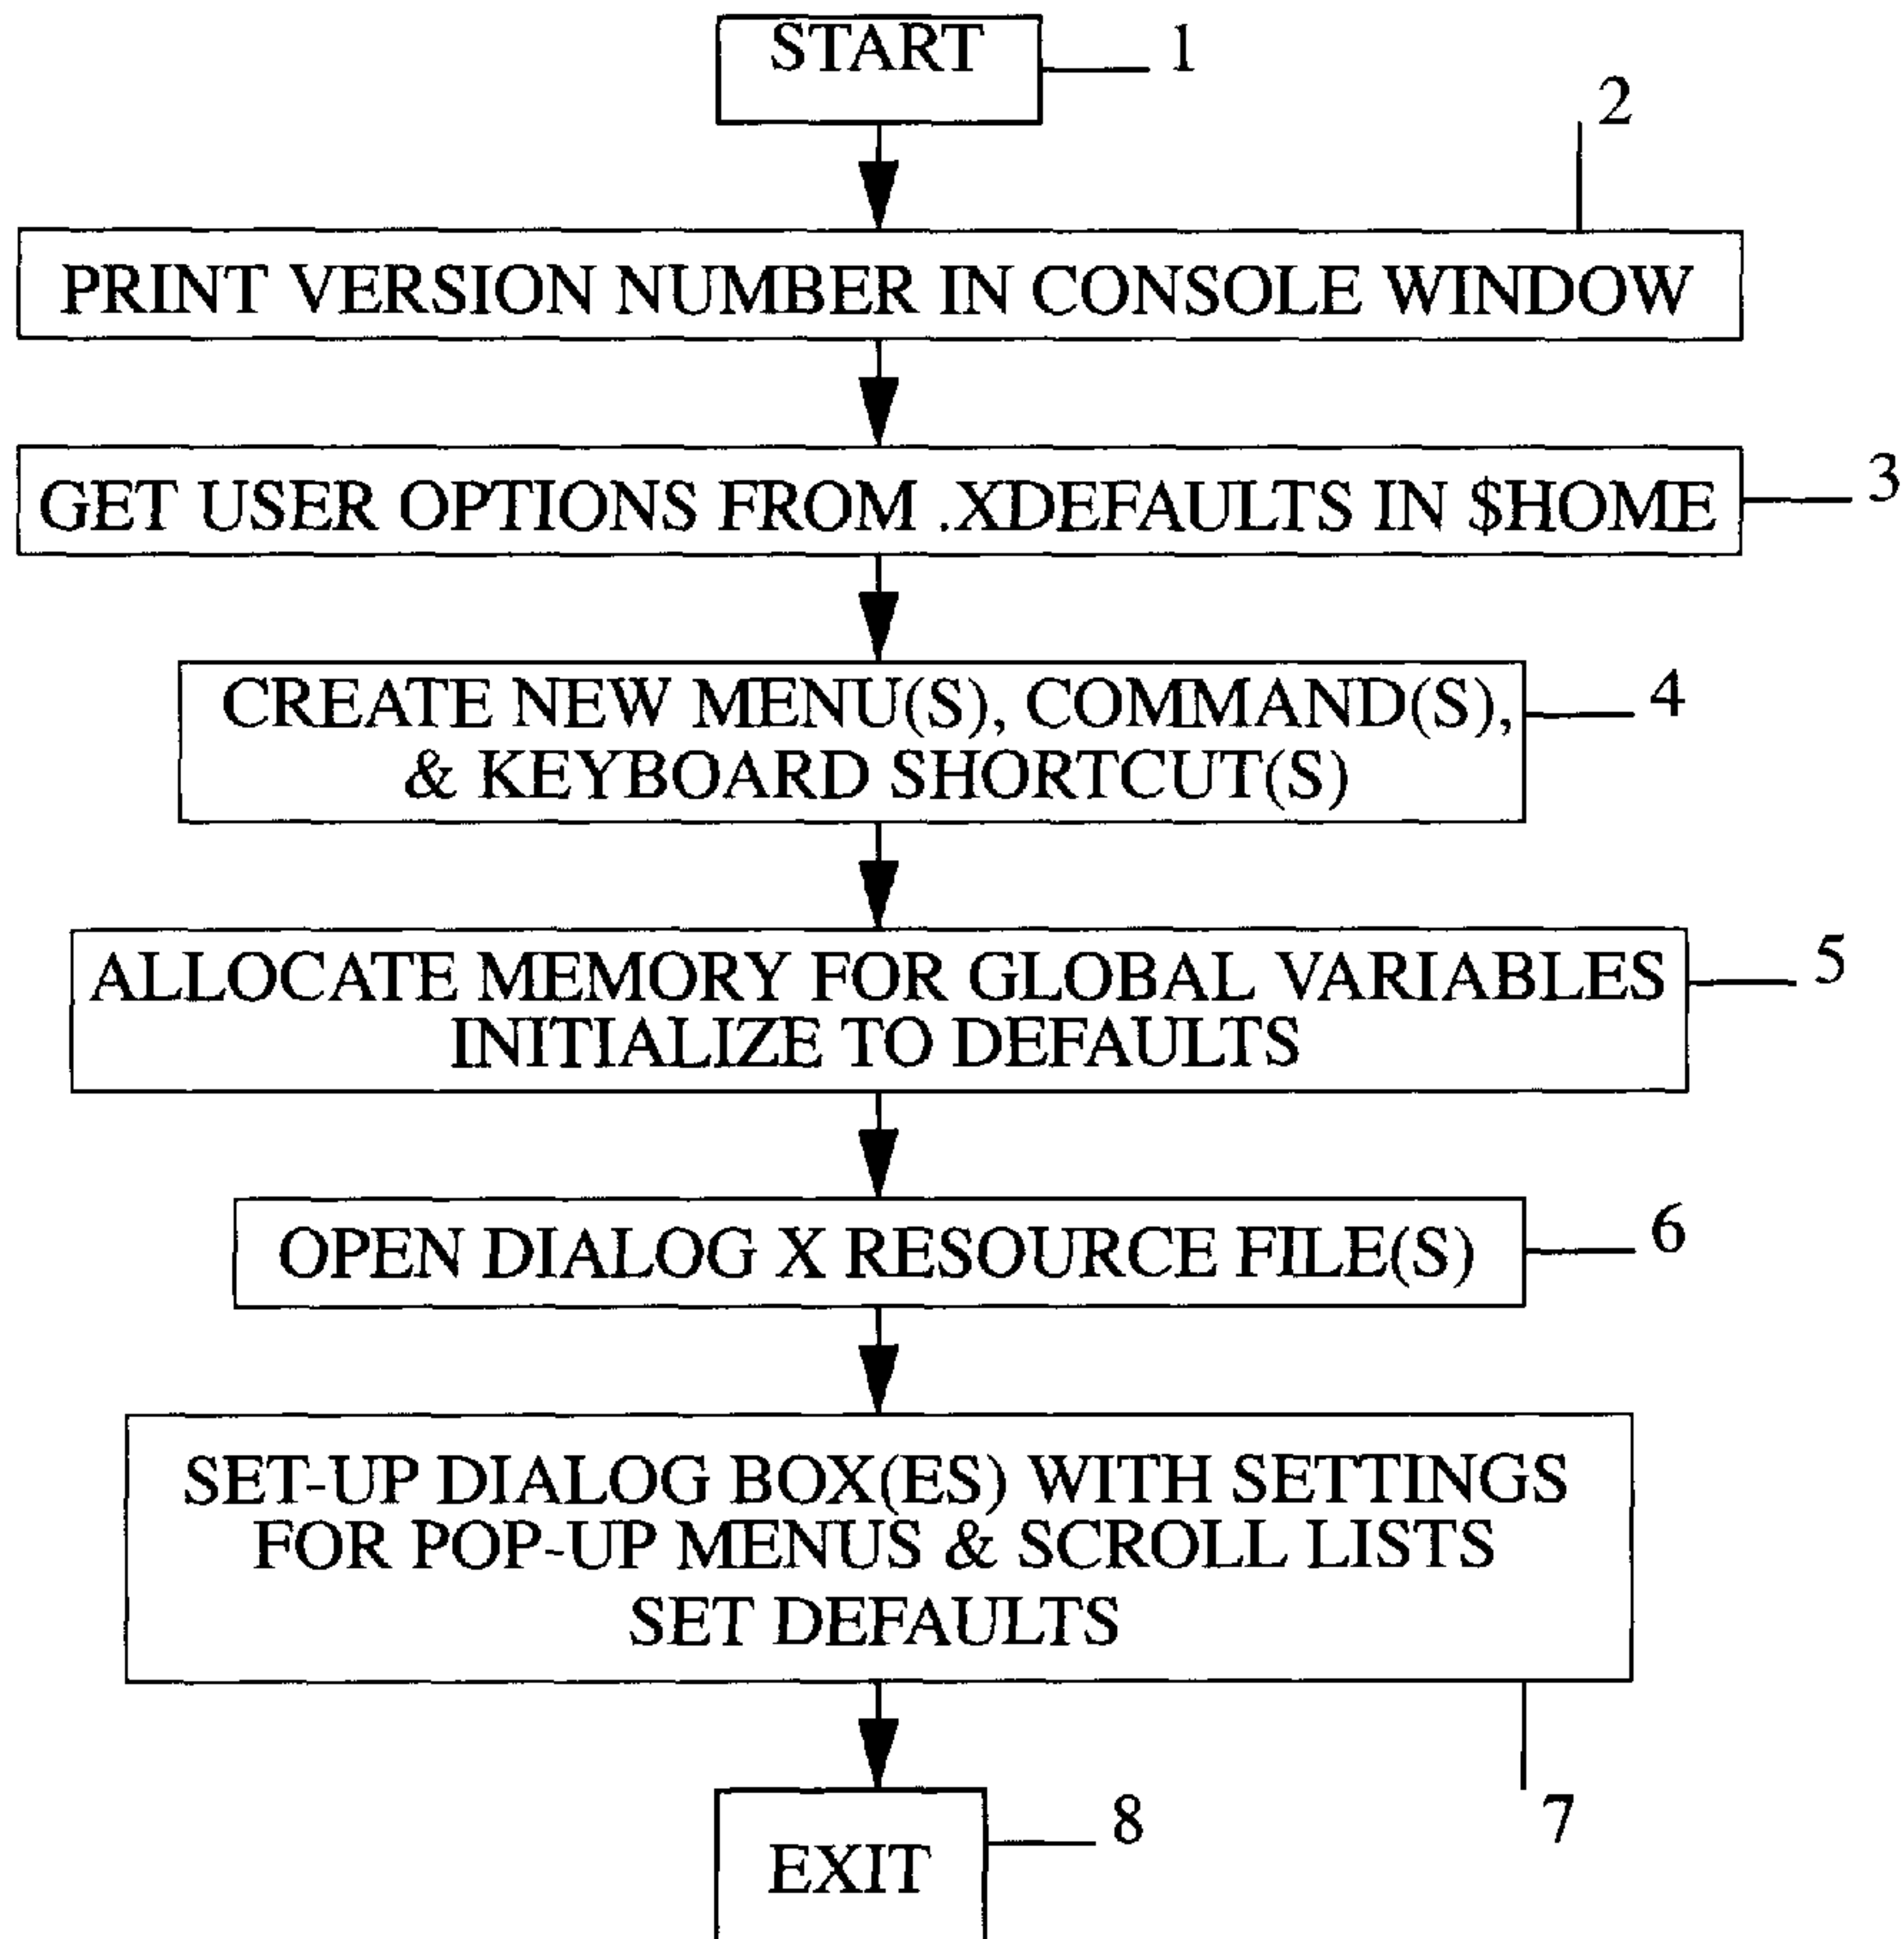 START
1
2
PRINT VERSION NUMBER IN CONSOLE WINDOW
GET USER OPTIONS FROM .XDEFAULTS IN $HOME
3
CREATE NEW MENU(S), COMMAND(S),
& KEYBOARD SHORTCUT(S)
4
ALLOCATE MEMORY FOR GLOBAL VARIABLES
INITIALIZE TO DEFAULTS
5
OPEN DIALOG X RESOURCE FILE(S)
6
SET-UP DIALOG BOX(ES) WITH SETTINGS
FOR POP-UP MENUS & SCROLL LISTS
SET DEFAULTS
7
EXIT
8